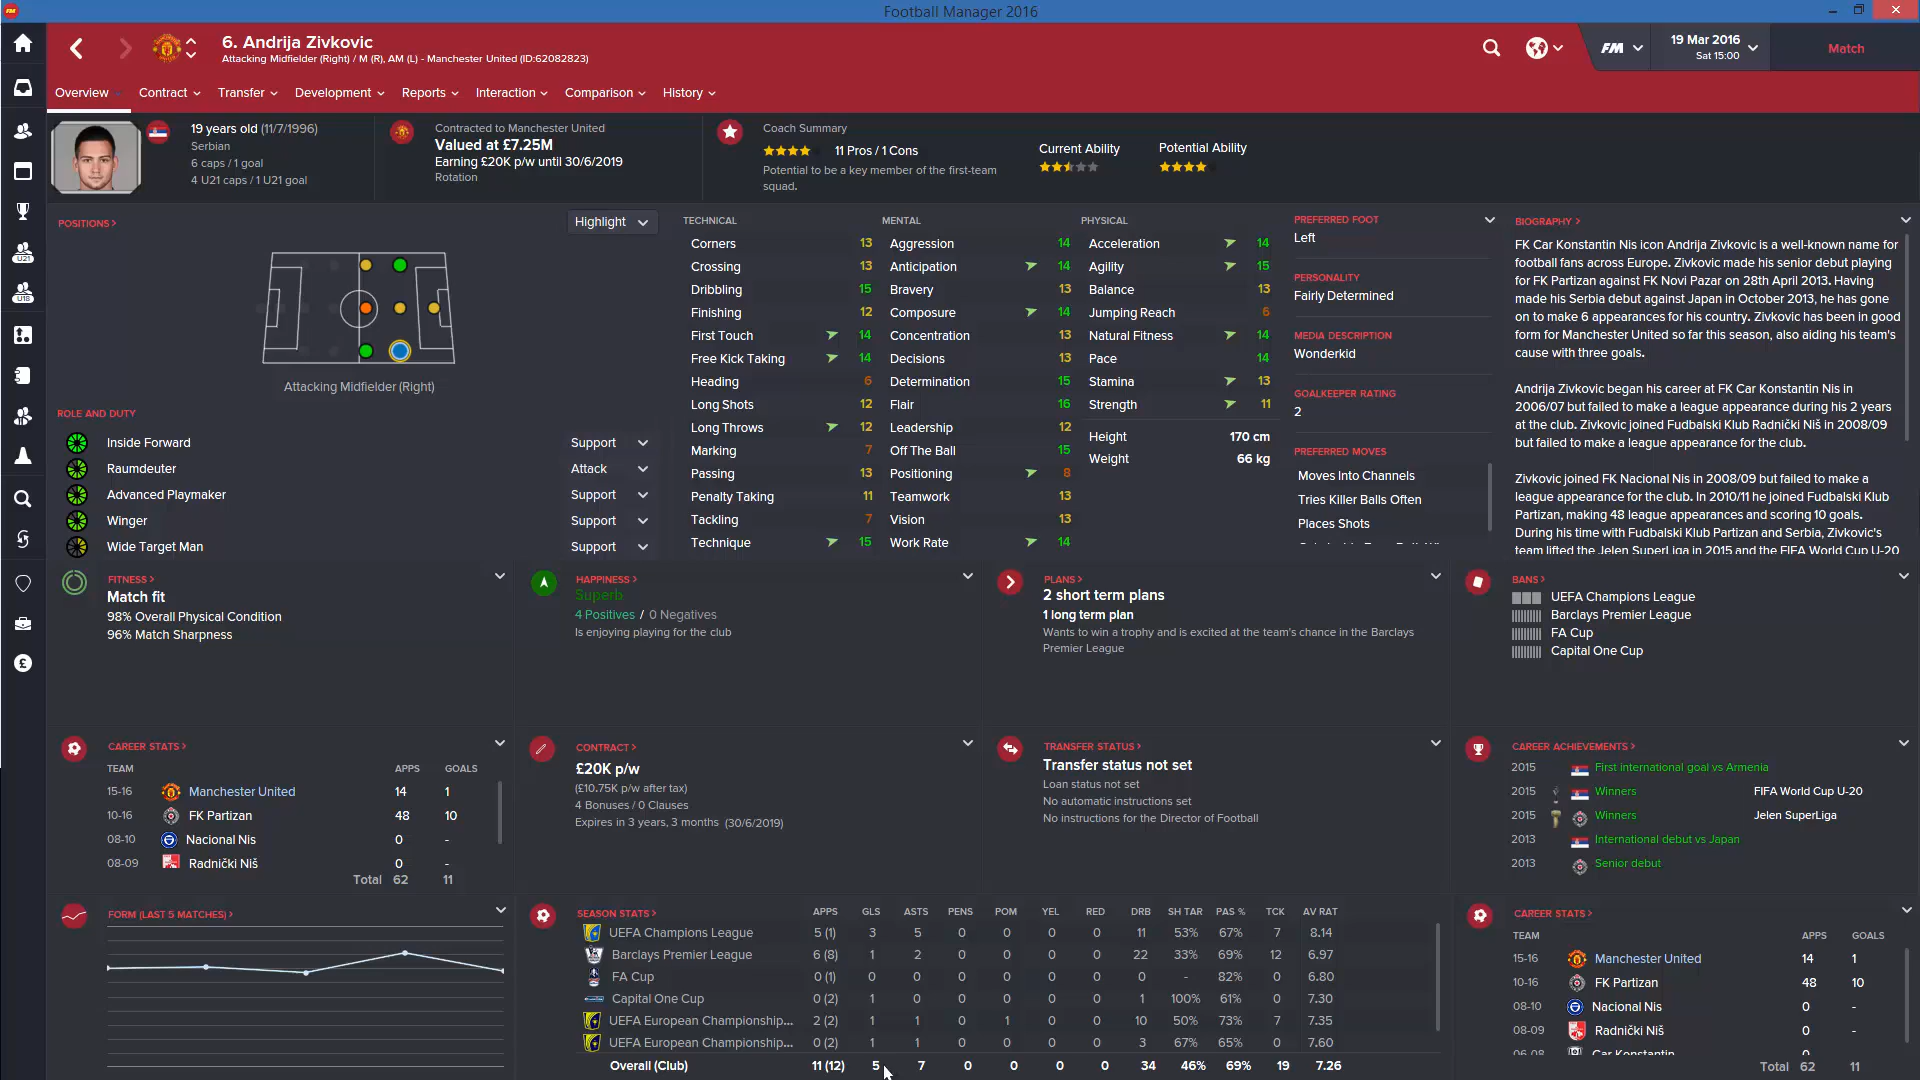 Football Manager 2016
6. Andrija Zivkovic
Attacking Midfielder (Right) / M (R), AM (L) - Manchester United (ID:62082823)
FM
19 Mar 2016
Sat 15:00
Match
Overview Contract Transfer Development Reports Interaction Comparison History
19 years old (11/7/1996)
Serbian
6 caps / 1 goal
4 U21 caps / 1 U21 goal
Contracted to Manchester United
Valued at £7.25M
Earning £20K p/w until 30/6/2019
Rotation
Coach Summary
11 Pros / 1 Cons
Potential to be a key member of the first-team
squad.
Current Ability
Potential Ability
U21
U18
POSITIONS >
Highlight
Attacking Midfielder (Right)
ROLE AND DUTY
Inside Forward Support
Raumdeuter Attack
Advanced Playmaker Support
Winger Support
Wide Target Man Support
TECHNICAL
Corners 13
Crossing 13
Dribbling 15
Finishing 12
First Touch 14
Free Kick Taking 14
Heading 6
Long Shots 12
Long Throws 12
Marking 7
Passing 13
Penalty Taking 11
Tackling 7
Technique 15
MENTAL
Aggression 14
Anticipation 14
Bravery 13
Composure 14
Concentration 13
Decisions 13
Determination 15
Flair 16
Leadership 12
Off The Ball 15
Positioning 8
Teamwork 13
Vision 13
Work Rate 14
PHYSICAL
Acceleration 14
Agility 15
Balance 13
Jumping Reach 6
Natural Fitness 14
Pace 14
Stamina 13
Strength 11
Height 170 cm
Weight 66 kg
PREFERRED FOOT
Left
PERSONALITY
Fairly Determined
MEDIA DESCRIPTION
Wonderkid
GOALKEEPER RATING
2
PREFERRED MOVES
Moves Into Channels
Tries Killer Balls Often
Places Shots
BIOGRAPHY >
FK Car Konstantin Nis icon Andrija Zivkovic is a well-known name for
football fans across Europe. Zivkovic made his senior debut playing
for FK Partizan against FK Novi Pazar on 28th April 2013. Having
made his Serbia debut against Japan in October 2013, he has gone
on to make 6 appearances for his country. Zivkovic has been in good
form for Manchester United so far this season, also aiding his team's
cause with three goals.
Andrija Zivkovic began his career at FK Car Konstantin Nis in
2006/07 but failed to make a league appearance during his 2 years
at the club. Zivkovic joined Fudbalski Klub Radnički Niš in 2008/09
but failed to make a league appearance for the club.
Zivkovic joined FK Nacional Nis in 2008/09 but failed to make a
league appearance for the club. In 2010/11 he joined Fudbalski Klub
Partizan, making 48 league appearances and scoring 10 goals.
During his time with Fudbalski Klub Partizan and Serbia, Zivkovic's
team lifted the Jelen SuperLiga in 2015 and the FIFA World Cup U-20
FITNESS >
Match fit
98% Overall Physical Condition
96% Match Sharpness
HAPPINESS >
Superb
4 Positives / 0 Negatives
Is enjoying playing for the club
PLANS >
2 short term plans
1 long term plan
Wants to win a trophy and is excited at the team's chance in the Barclays
Premier League
BANS >
UEFA Champions League
Barclays Premier League
FA Cup
Capital One Cup
CAREER STATS >
TEAM APPS GOALS
15-16 Manchester United 14 1
10-16 FK Partizan 48 10
08-10 Nacional Nis 0 -
08-09 Radnički Niš 0 -
Total 62 11
CONTRACT >
£20K p/w
(£10.75K p/w after tax)
4 Bonuses / 0 Clauses
Expires in 3 years, 3 months (30/6/2019)
TRANSFER STATUS >
Transfer status not set
Loan status not set
No automatic instructions set
No instructions for the Director of Football
CAREER ACHIEVEMENTS >
2015 First international goal vs Armenia
2015 Winners FIFA World Cup U-20
2015 Winners Jelen SuperLiga
2013 International debut vs Japan
2013 Senior debut
FORM (LAST 5 MATCHES) >
SEASON STATS > APPS GLS ASTS PENS POM YEL RED DRB SH TAR PAS % TCK AV RAT
UEFA Champions League 5 (1) 3 5 0 0 0 0 11 53% 67% 7 8.14
Barclays Premier League 6 (8) 1 2 0 0 0 0 22 33% 69% 12 6.97
FA Cup 0 (1) 0 0 0 0 0 0 0 - 82% 0 6.80
Capital One Cup 0 (2) 1 0 0 0 0 0 1 100% 61% 0 7.30
UEFA European Championship... 2 (2) 1 1 0 1 0 0 10 50% 73% 7 7.35
UEFA European Championship... 0 (2) 1 1 0 0 0 0 3 67% 65% 0 7.60
Overall (Club) 11 (12) 5 7 0 0 0 0 34 46% 69% 19 7.26
CAREER STATS >
TEAM APPS GOALS
15-16 Manchester United 14 1
10-16 FK Partizan 48 10
08-10 Nacional Nis 0 -
08-09 Radnički Niš 0 -
06-08 Car Konstantin 0 -
Total 62 11